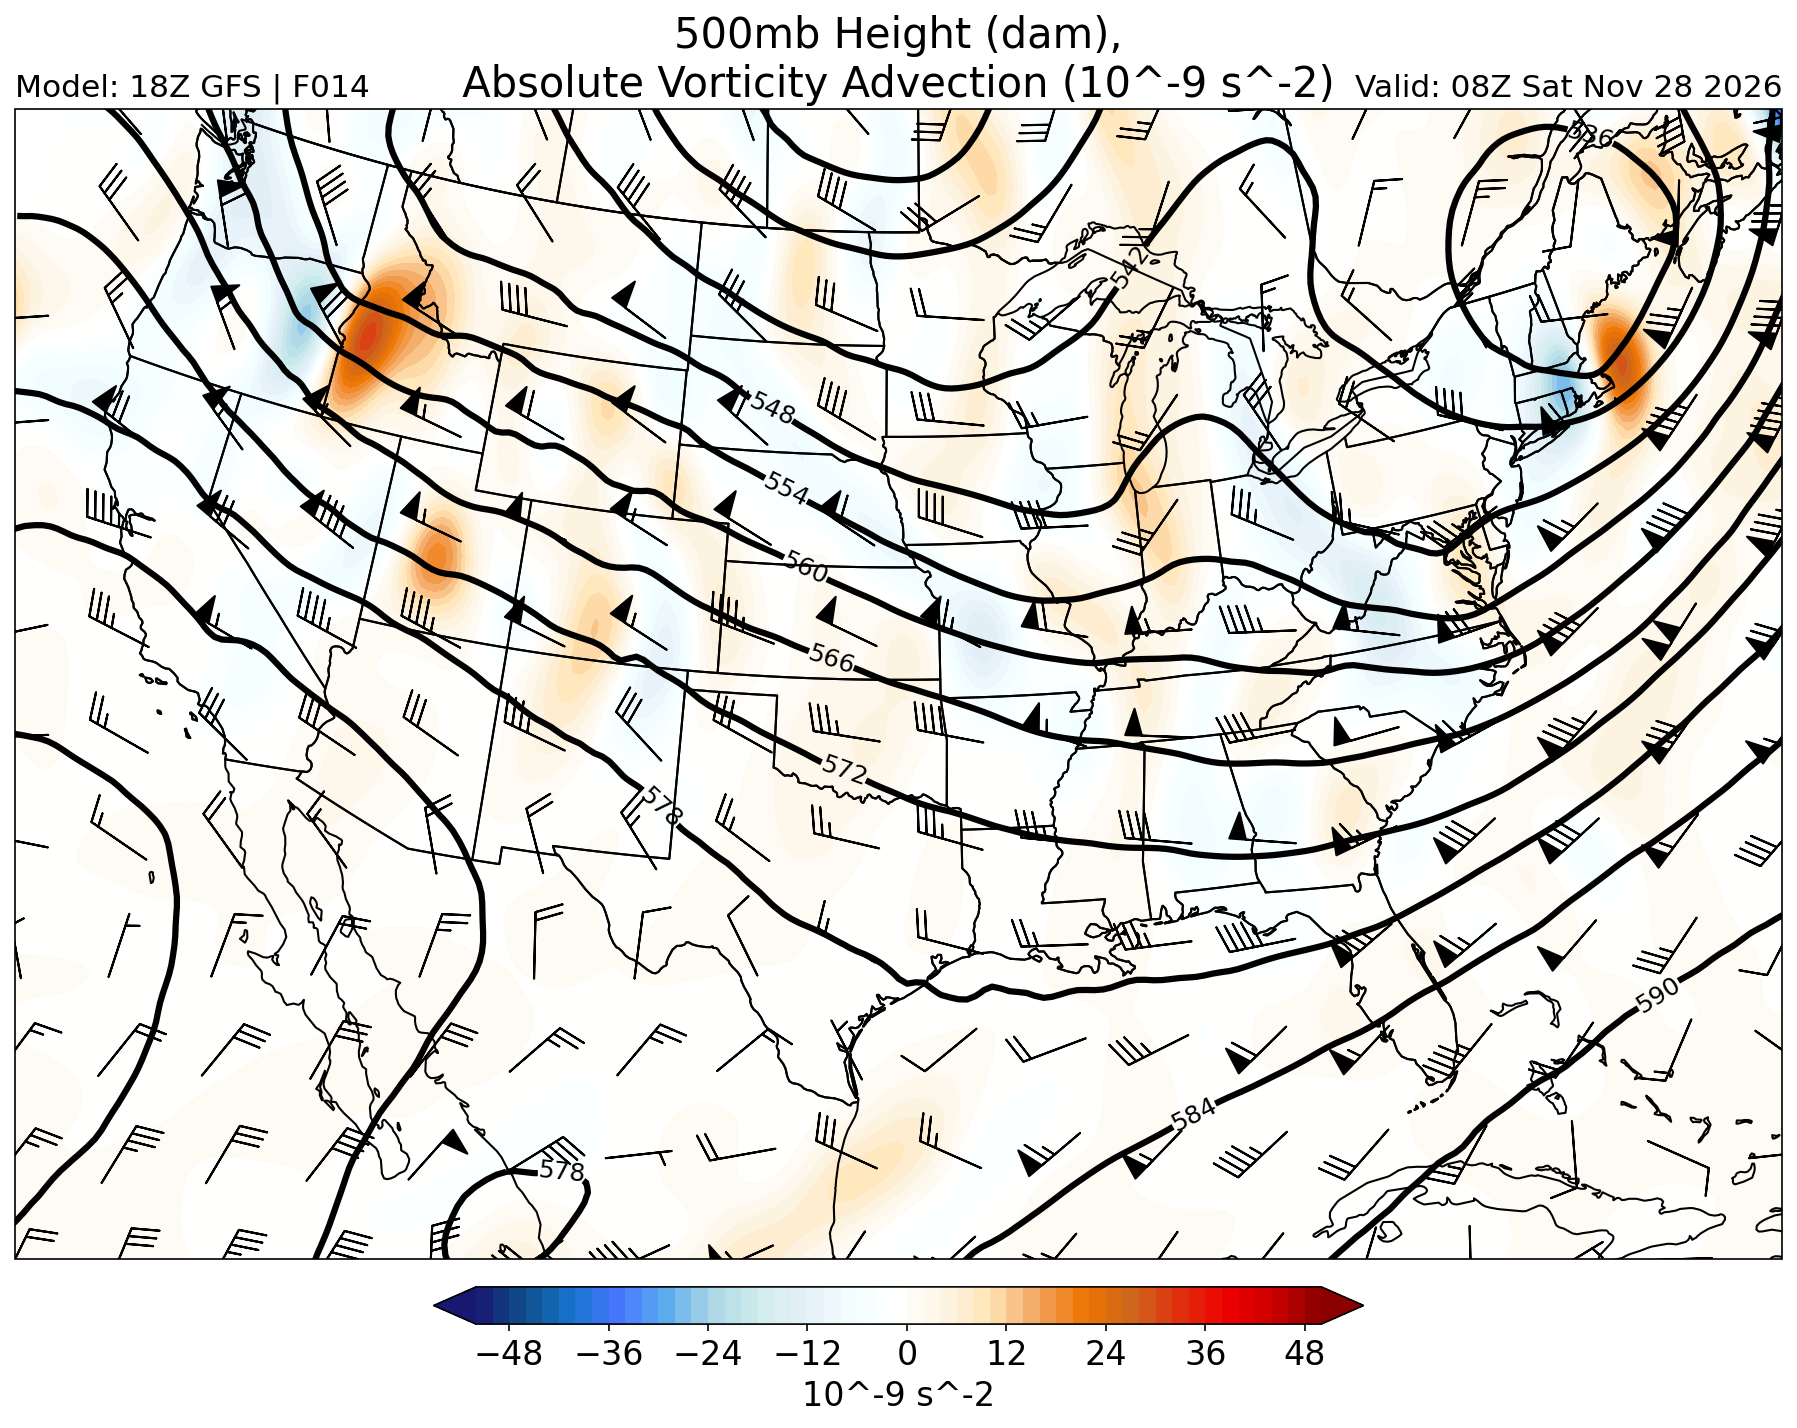 500mb Height (dam),
Model: 18Z GFS | F014
Absolute Vorticity Advection (10^-9 s^-2)
Valid: 08Z Sat Nov 28 2026
536
542
548
554
560
566
572
578
578
584
590
−48 −36 −24 −12 0 12 24 36 48
10^-9 s^-2